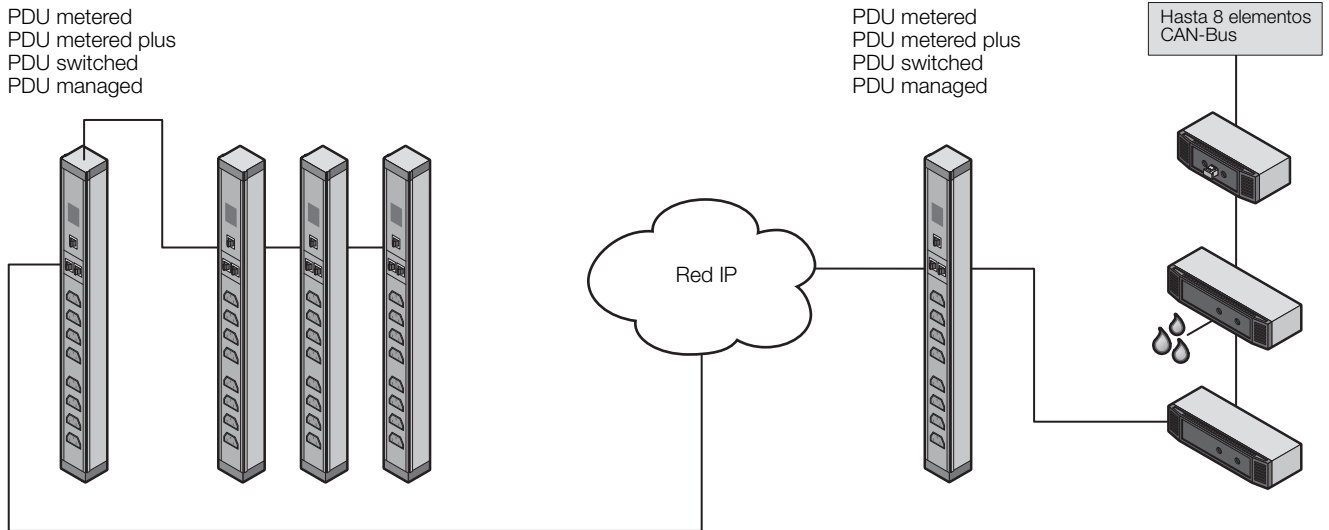 PDU metered
PDU metered plus
PDU switched
PDU managed
PDU metered
PDU metered plus
PDU switched
PDU managed
Hasta 8 elementos
CAN-Bus
Red IP